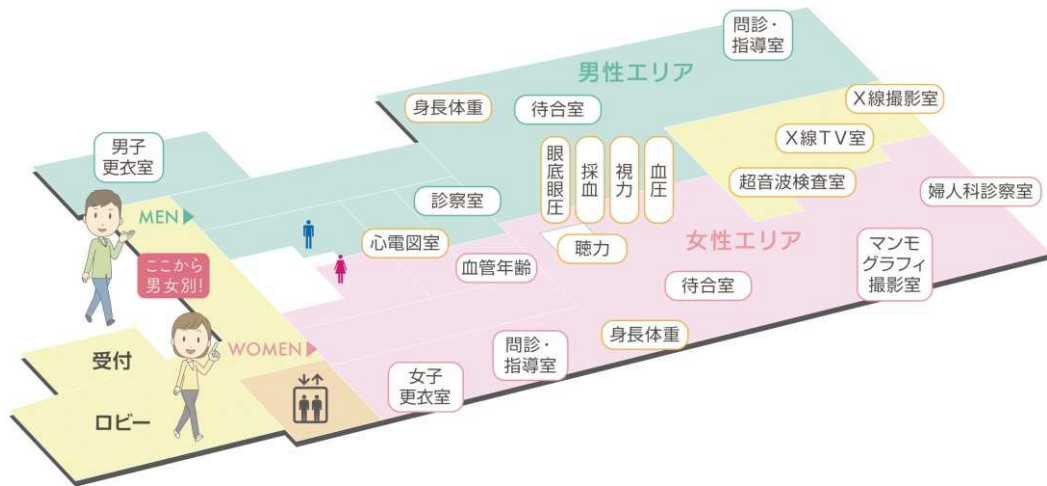 問診・
指導室
男性エリア
身長体重
待合室
X線撮影室
X線TV室
男子
更衣室
眼底眼圧
採血
視力
血圧
超音波検査室
婦人科診察室
診察室
MEN▶
心電図室
聴力
女性エリア
マンモ
グラフィ
撮影室
ここから
男女別!
血管年齢
待合室
身長体重
問診・
指導室
WOMEN▶
受付
女子
更衣室
ロビー